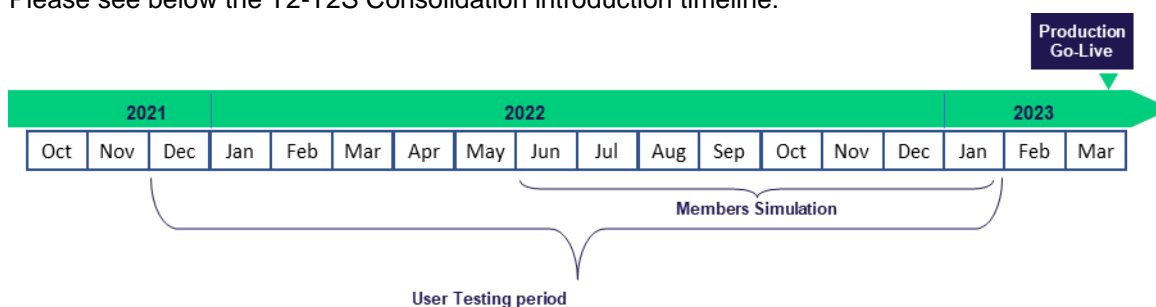 Please see below the T2-T2S Consolidation introduction timeline:
Production
Go-Live
2021 2022 2023
Oct Nov Dec Jan Feb Mar Apr May Jun Jul Aug Sep Oct Nov Dec Jan Feb Mar
Members Simulation
User Testing period